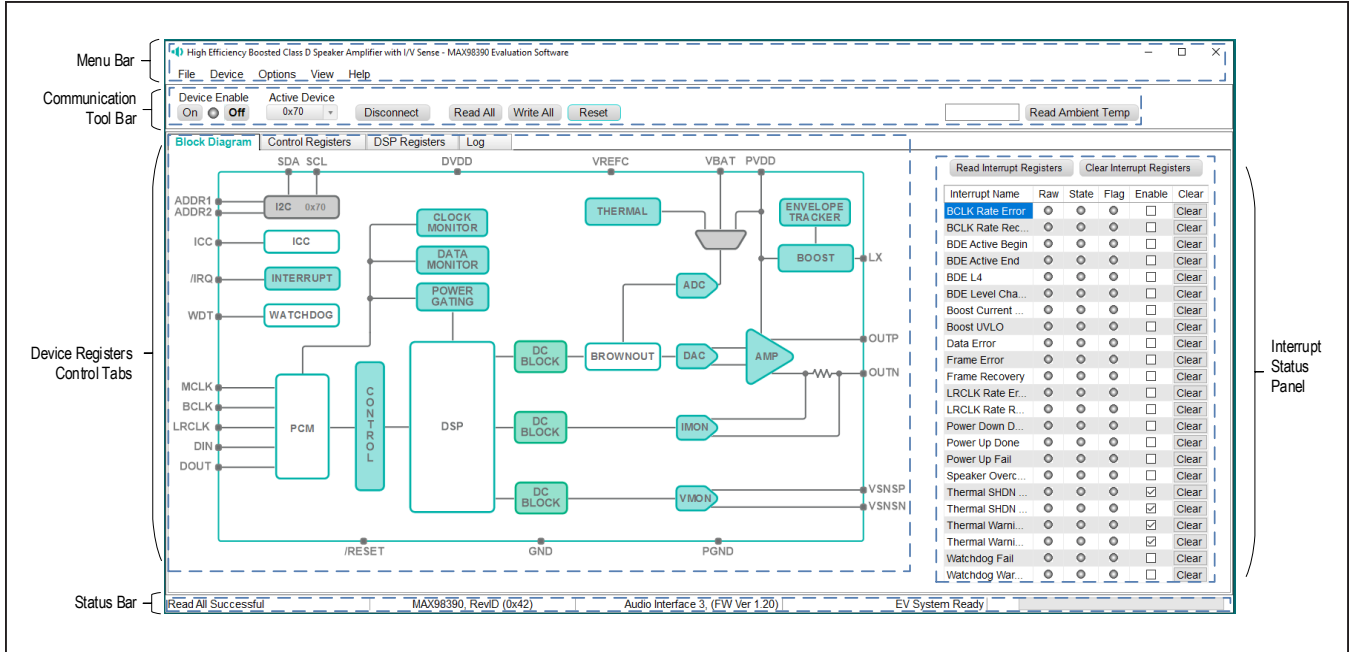 High Efficiency Boosted Class D Speaker Amplifier with I/V Sense - MAX98390 Evaluation Software
Menu Bar
File Device Options View Help
Communication
Tool Bar
Device Enable Active Device
On Off 0x70 Disconnect Read All Write All Reset Read Ambient Temp
Block Diagram Control Registers DSP Registers Log
SDA SCL DVDD VREFC VBAT PVDD
ADDR1
ADDR2
I2C 0x70
ICC
ICC
/IRQ
INTERRUPT
WDT
WATCHDOG
CLOCK
MONITOR
DATA
MONITOR
POWER
GATING
THERMAL
ENVELOPE
TRACKER
BOOST
LX
ADC
MCLK
BCLK
LRCLK
DIN
DOUT
PCM
CONTROL
DSP
DC
BLOCK
BROWNOUT
DAC
AMP
OUTP
OUTN
DC
BLOCK
IMON
DC
BLOCK
VMON
VSNSP
VSNSN
/RESET GND PGND
Device Registers
Control Tabs
Read Interrupt Registers Clear Interrupt Registers
Interrupt Name Raw State Flag Enable Clear
BCLK Rate Error Clear
BCLK Rate Rec... Clear
BDE Active Begin Clear
BDE Active End Clear
BDE L4 Clear
BDE Level Cha... Clear
Boost Current ... Clear
Boost UVLO Clear
Data Error Clear
Frame Error Clear
Frame Recovery Clear
LRCLK Rate Er... Clear
LRCLK Rate R... Clear
Power Down D... Clear
Power Up Done Clear
Power Up Fail Clear
Speaker Overc... Clear
Thermal SHDN ... Clear
Thermal SHDN ... Clear
Thermal Warni... Clear
Thermal Warni... Clear
Watchdog Fail Clear
Watchdog War... Clear
Interrupt
Status
Panel
Status Bar
Read All Successful MAX98390, RevID (0x42) Audio Interface 3, (FW Ver 1.20) EV System Ready